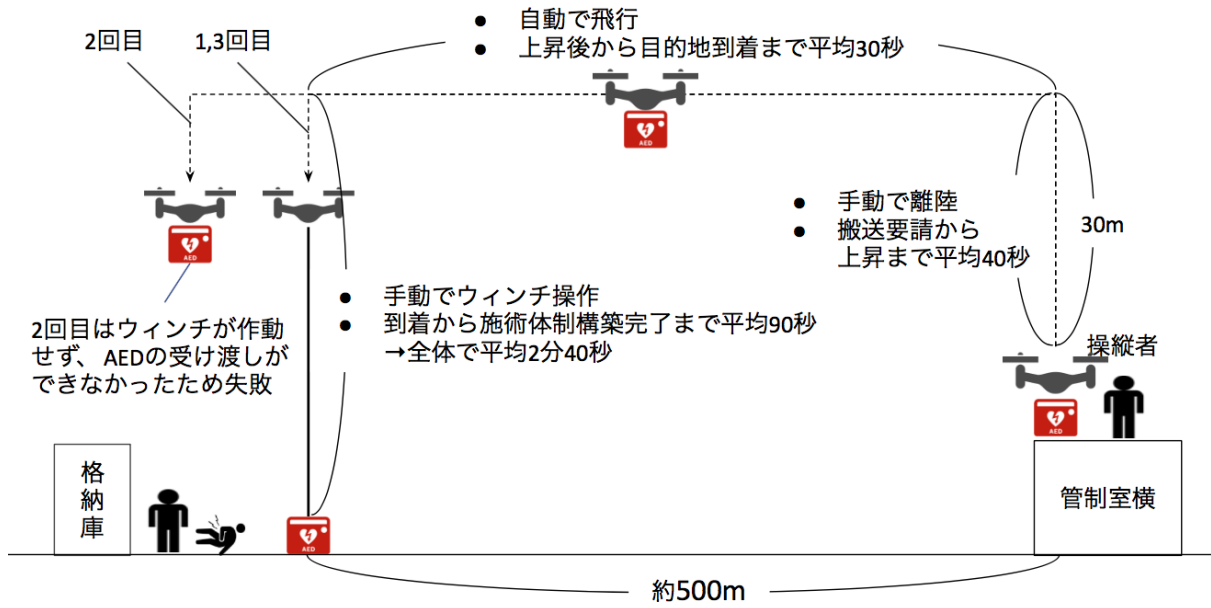 2回目
1,3回目
● 自動で飛行
● 上昇後から目的地到着まで平均30秒
AED
● 手動で離陸
● 搬送要請から
上昇まで平均40秒
30m
AED
2回目はウィンチが作動
せず、AEDの受け渡しが
できなかったため失敗
● 手動でウィンチ操作
● 到着から施術体制構築完了まで平均90秒
→全体で平均2分40秒
操縦者
AED
格納庫
AED
管制室横
約500m